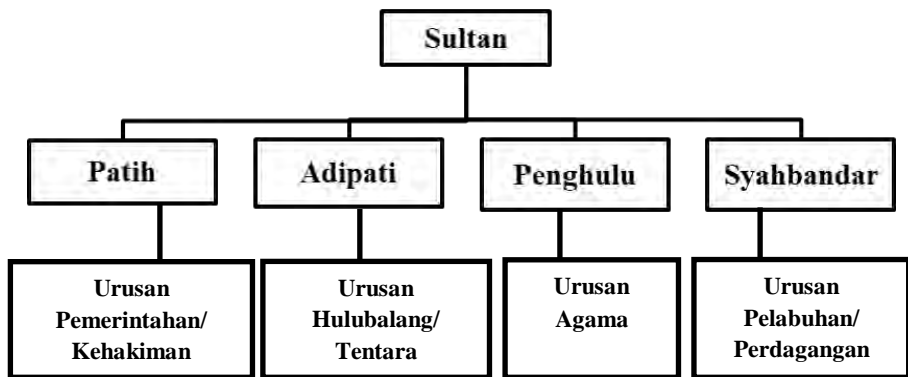 Sultan
Patih
Adipati
Penghulu
Syahbandar
Urusan
Pemerintahan/
Kehakiman
Urusan
Hulubalang/
Tentara
Urusan
Agama
Urusan
Pelabuhan/
Perdagangan